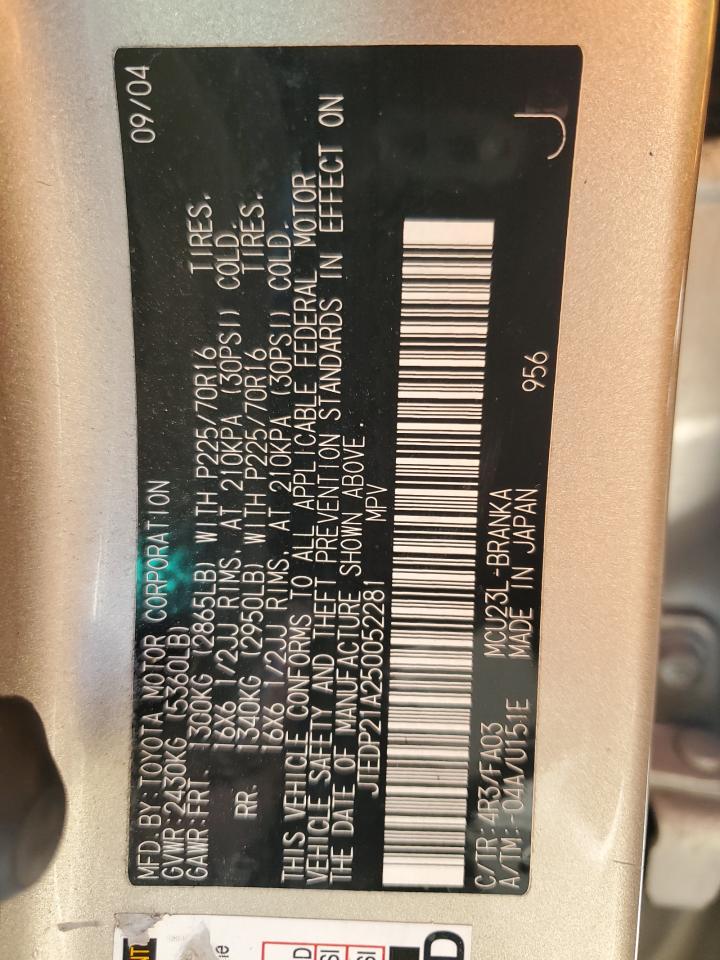 MFD.BY:TOYOTA MOTOR CORPORATION 09/04
GVWR:2430KG (5360LB)
GAWR:FRT. 1300KG (2865LB) WITH P225/70R16 TIRES,
16X6 1/2JJ RIMS, AT 210KPA (30PSI) COLD.
RR. 1340KG (2950LB) WITH P225/70R16 TIRES,
16X6 1/2JJ RIMS, AT 210KPA (30PSI) COLD.
THIS VEHICLE CONFORMS TO ALL APPLICABLE FEDERAL MOTOR
VEHICLE SAFETY AND THEFT PREVENTION STANDARDS IN EFFECT ON
THE DATE OF MANUFACTURE SHOWN ABOVE.
JTEDP21A250052281 MPV
C/TR:4R3/FA03 MCU23L-BRANKA
A/TM:-04A/U151E MADE IN JAPAN 956 J
NT
D
SI
SI
D